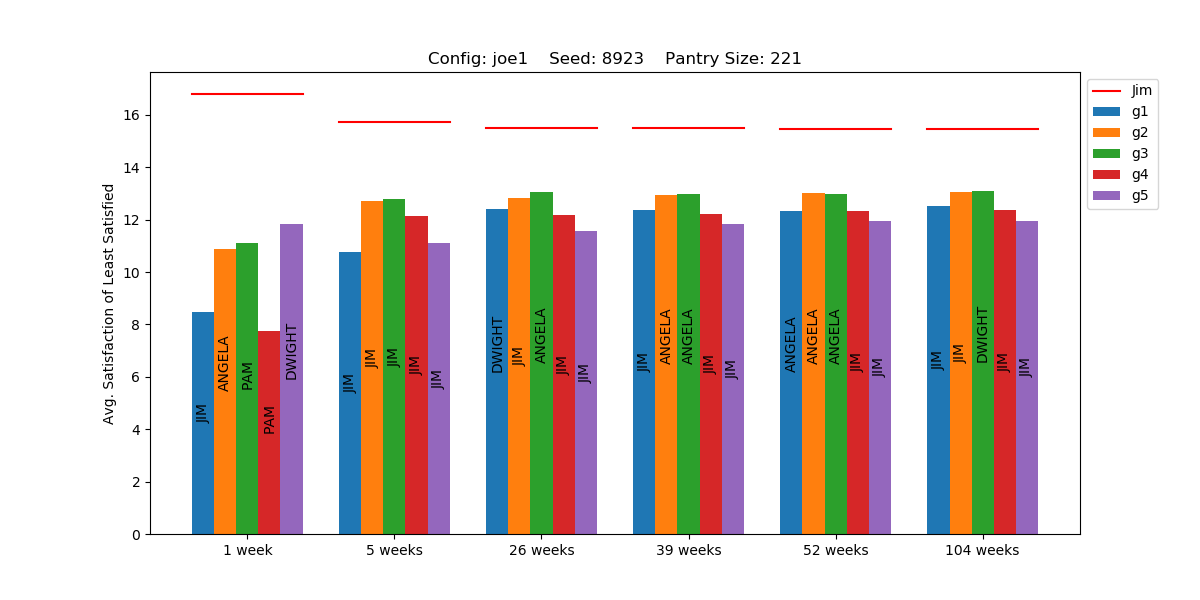 Config: joe1    Seed: 8923    Pantry Size: 221
Avg. Satisfaction of Least Satisfied
16
14
12
10
8
6
4
2
0
JIM
ANGELA
PAM
PAM
DWIGHT
JIM
JIM
JIM
JIM
JIM
DWIGHT
JIM
ANGELA
JIM
JIM
JIM
ANGELA
ANGELA
JIM
JIM
ANGELA
ANGELA
ANGELA
JIM
JIM
JIM
JIM
DWIGHT
JIM
JIM
1 week
5 weeks
26 weeks
39 weeks
52 weeks
104 weeks
Jim
g1
g2
g3
g4
g5